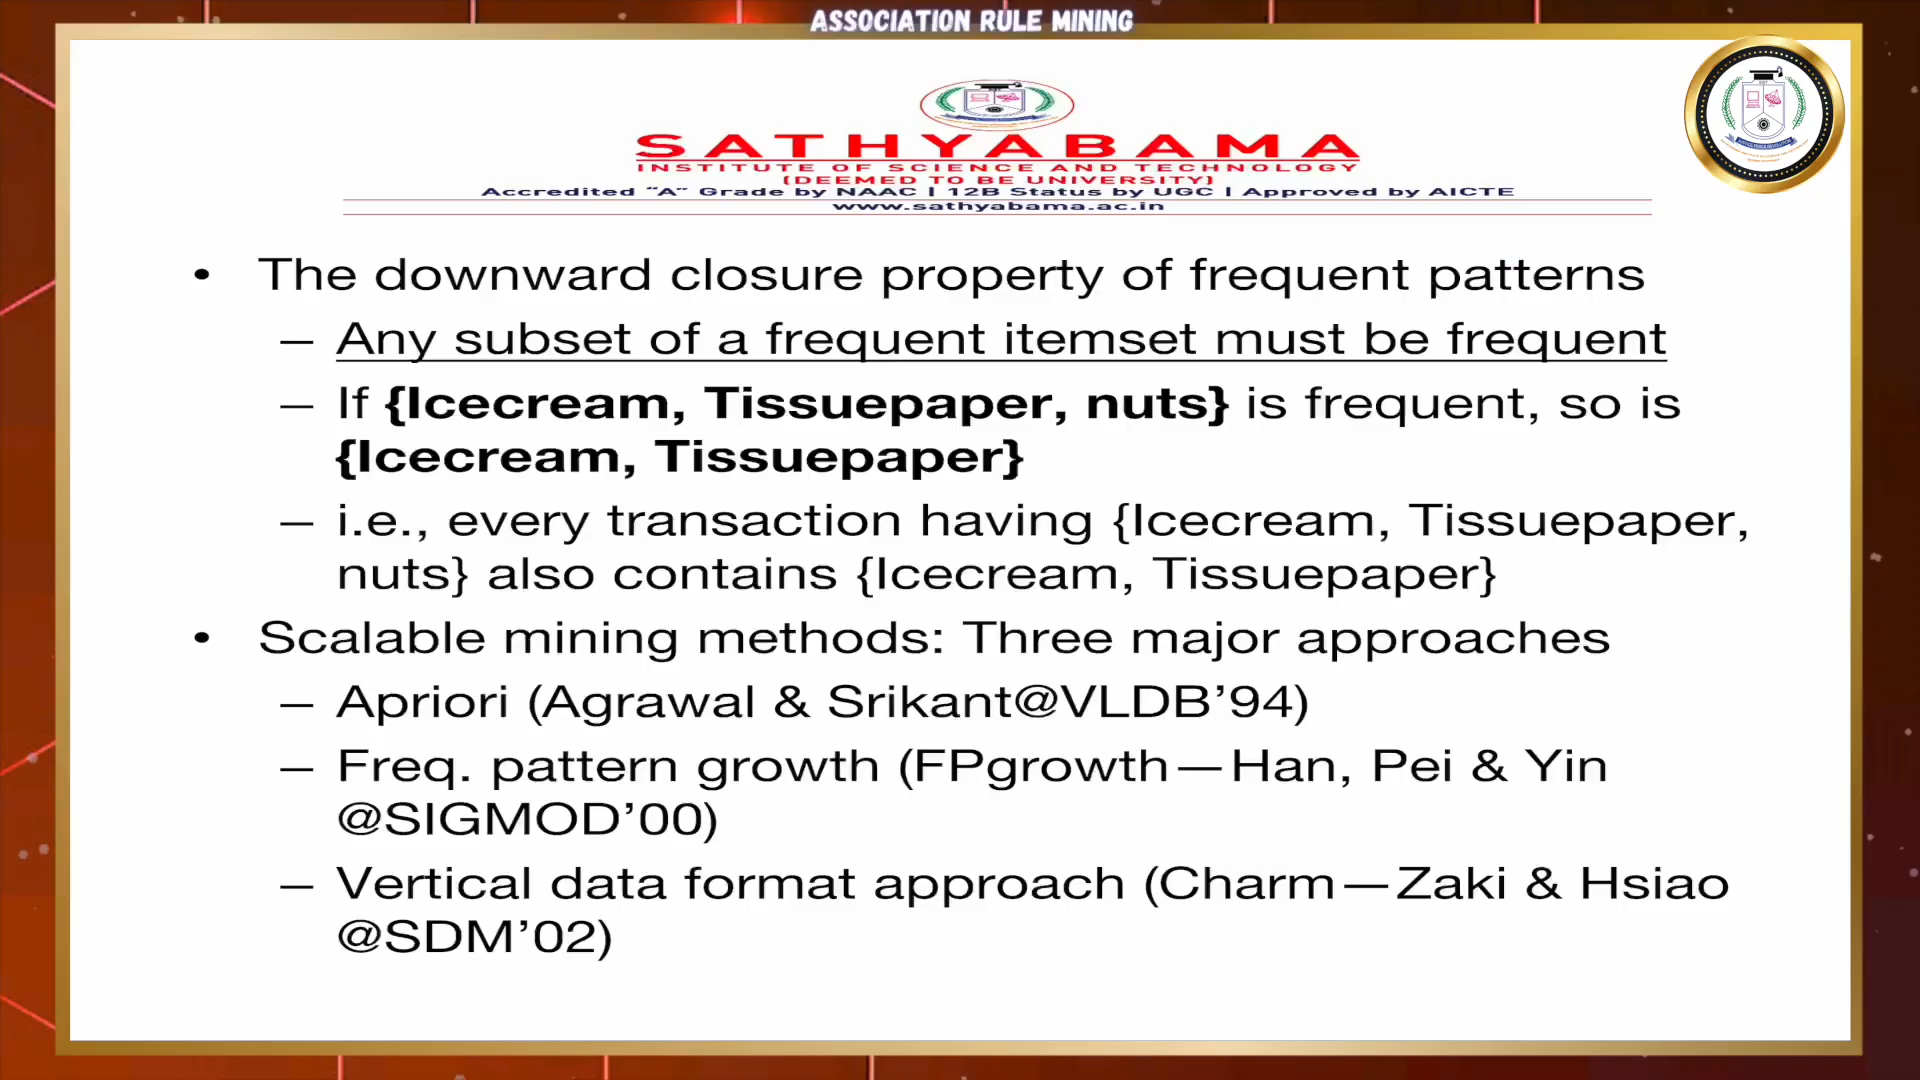 ASSOCIATION RULE MINING
SATHYABAMA
INSTITUTE OF SCIENCE AND TECHNOLOGY
(DEEMED TO BE UNIVERSITY)
Accredited “A” Grade by NAAC | 12B Status by UGC | Approved by AICTE
www.sathyabama.ac.in
• The downward closure property of frequent patterns
– Any subset of a frequent itemset must be frequent
– If {Icecream, Tissuepaper, nuts} is frequent, so is
{Icecream, Tissuepaper}
– i.e., every transaction having {Icecream, Tissuepaper,
nuts} also contains {Icecream, Tissuepaper}
• Scalable mining methods: Three major approaches
– Apriori (Agrawal & Srikant@VLDB’94)
– Freq. pattern growth (FPgrowth—Han, Pei & Yin
@SIGMOD’00)
– Vertical data format approach (Charm—Zaki & Hsiao
@SDM’02)